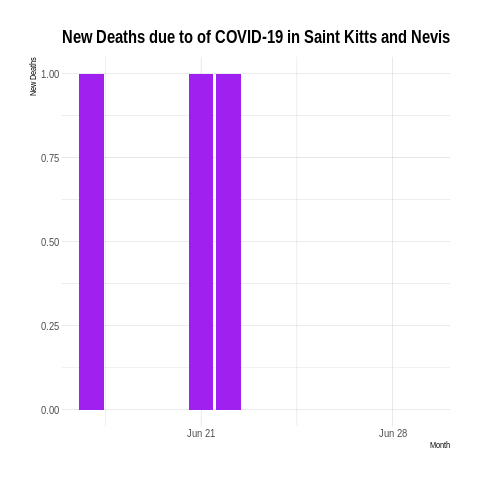 New Deaths due to of COVID-19 in Saint Kitts and Nevis
New Deaths
1.00
0.75
0.50
0.25
0.00
Jun 21
Jun 28
Month